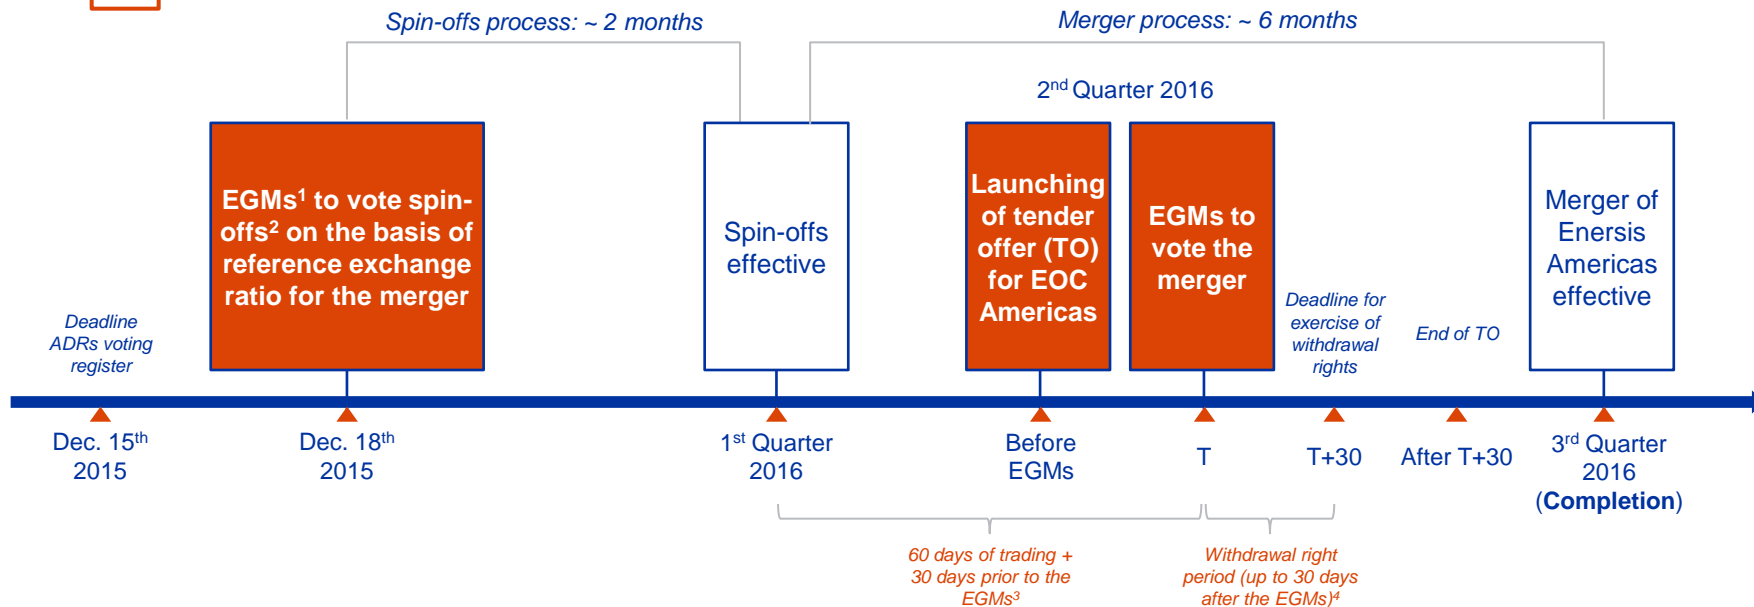 Spin-offs process: ~ 2 months
Merger process: ~ 6 months
2nd Quarter 2016
EGMs1 to vote spin-
offs2 on the basis of
reference exchange
ratio for the merger
Spin-offs
effective
Launching
of tender
offer (TO)
for EOC
Americas
EGMs to
vote the
merger
Merger of
Enersis
Americas
effective
Deadline
ADRs voting
register
Deadline for
exercise of
withdrawal
rights
End of TO
Dec. 15th
2015
Dec. 18th
2015
1st Quarter
2016
Before
EGMs
T
T+30
After T+30
3rd Quarter
2016
(Completion)
60 days of trading +
30 days prior to the
EGMs3
Withdrawal right
period (up to 30 days
after the EGMs)4